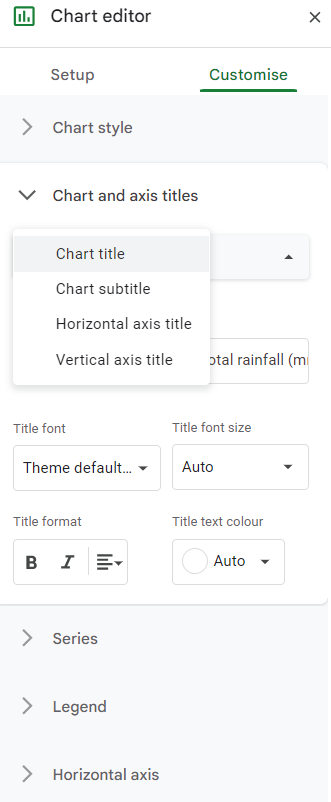 Chart editor
Setup Customise
Chart style
Chart and axis titles
Chart title
Chart subtitle
Horizontal axis title
Vertical axis title
otal rainfall (m
Title font Title font size
Theme default... Auto
Title format Title text colour
B I Auto
Series
Legend
Horizontal axis